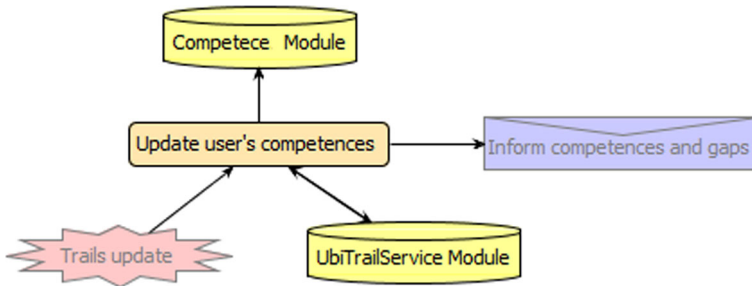 Competece Module
Update user's competences
Inform competences and gaps
Trails update
UbiTrailService Module